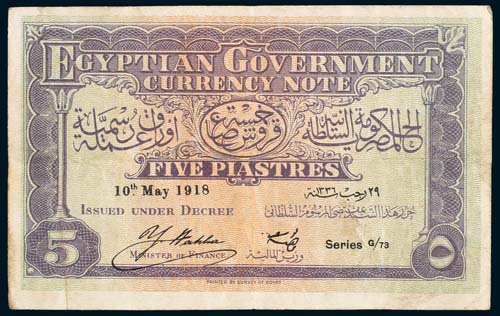 EGYPTIAN GOVERNMENT
CURRENCY NOTE
الحكومة المصرية السلطانية
خمسة قروش صاغ
أوراق عملة رسمية
FIVE PIASTRES
10th May 1918
٢٩ رجب ١٣٣٦ سنة
ISSUED UNDER DECREE
5
Y. Wahba
MINISTER OF FINANCE
وزير المالية
Series G/73
٥
PRINTED BY SURVEY OF EGYPT